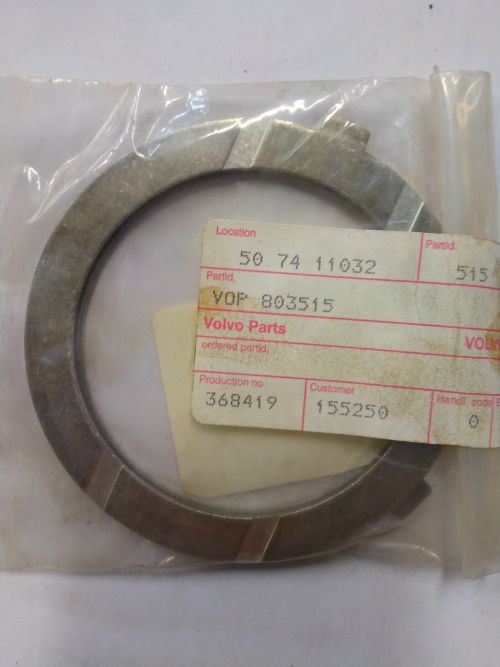 Location
Partid.
50 74 11032
515
Partid.
VOP 803515
Volvo Parts
VOLV
ordered partid.
Production no
Customer
Handl. code
368419
155250
0